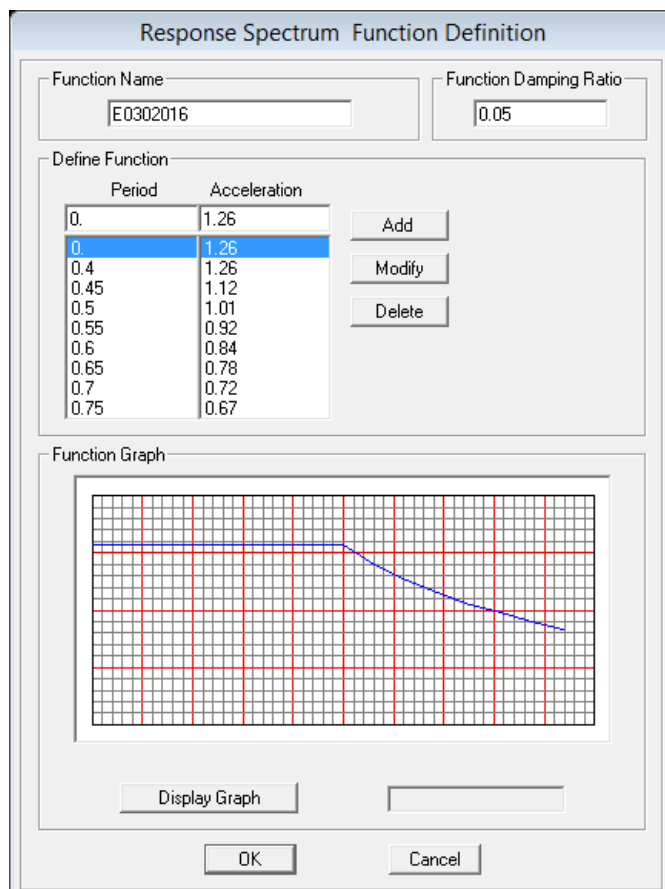 Response Spectrum Function Definition
Function Name
Function Damping Ratio
E0302016
0.05
Define Function
Period Acceleration
0. 1.26
Add
0. 1.26
0.4 1.26
Modify
0.45 1.12
0.5 1.01
Delete
0.55 0.92
0.6 0.84
0.65 0.78
0.7 0.72
0.75 0.67
Function Graph
Display Graph
OK
Cancel